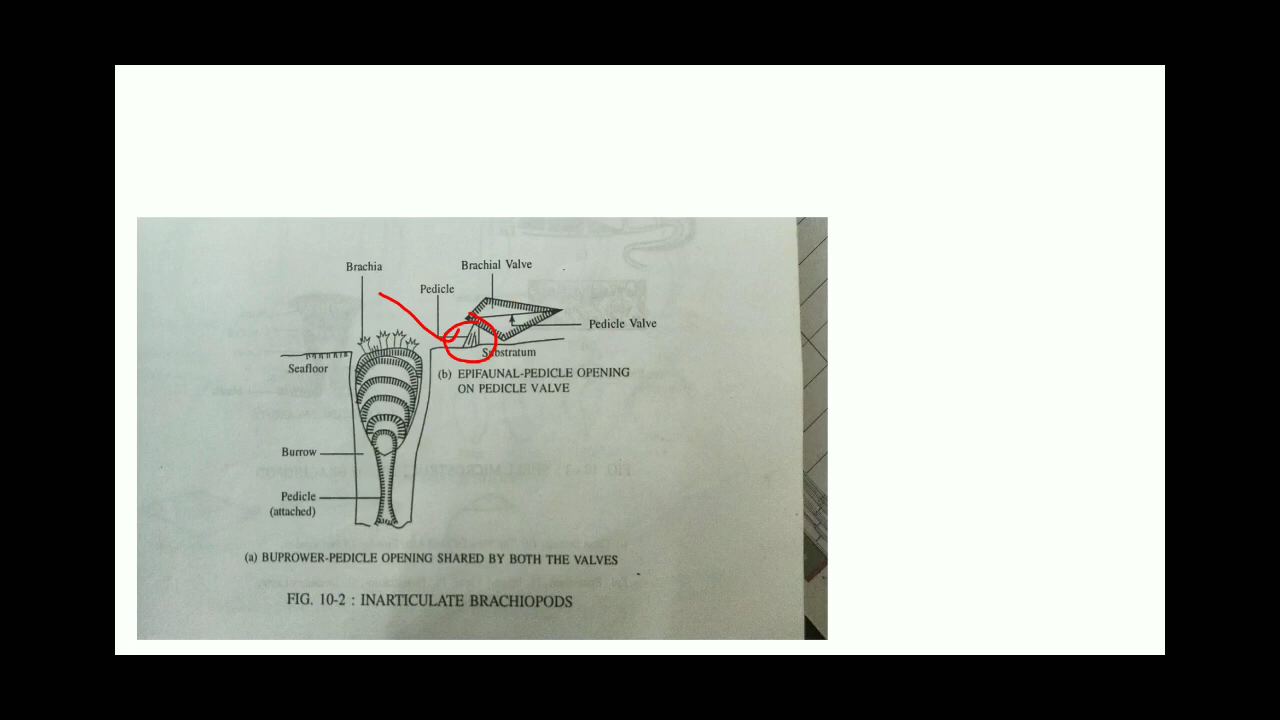 Brachia
Brachial Valve
Pedicle
Pedicle Valve
Substratum
Seafloor
(b) EPIFAUNAL-PEDICLE OPENING
ON PEDICLE VALVE
Burrow
Pedicle
(attached)
(a) BUPROWER-PEDICLE OPENING SHARED BY BOTH THE VALVES
FIG. 10-2 : INARTICULATE BRACHIOPODS